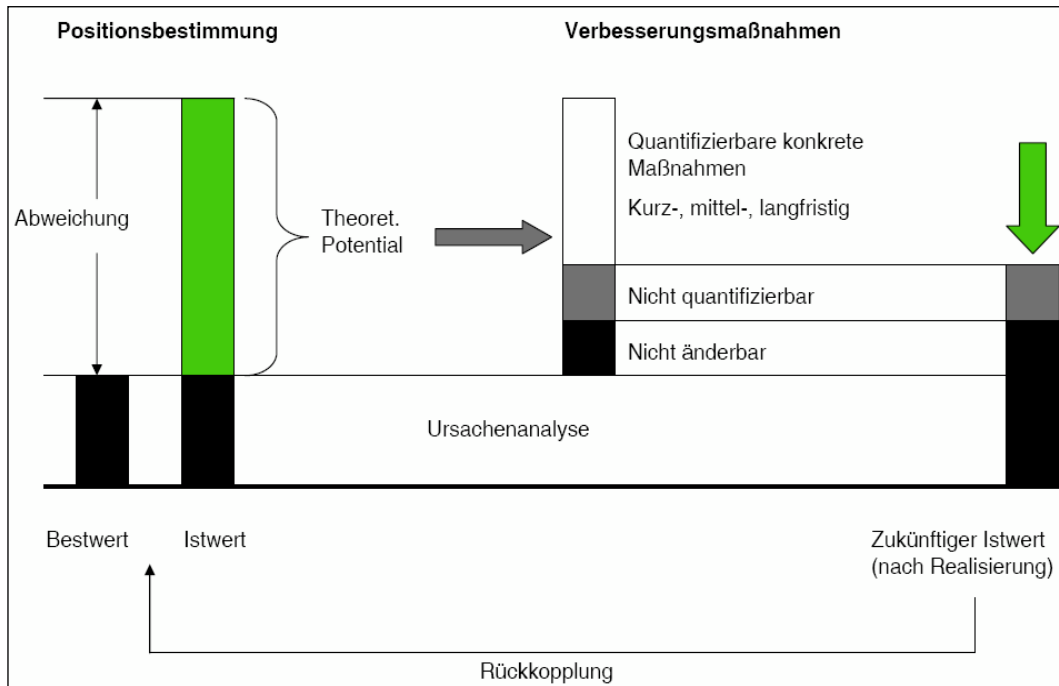 Positionsbestimmung
Verbesserungsmaßnahmen
Abweichung
Theoret.
Potential
Quantifizierbare konkrete
Maßnahmen
Kurz-, mittel-, langfristig
Nicht quantifizierbar
Nicht änderbar
Ursachenanalyse
Bestwert
Istwert
Zukünftiger Istwert
(nach Realisierung)
Rückkopplung